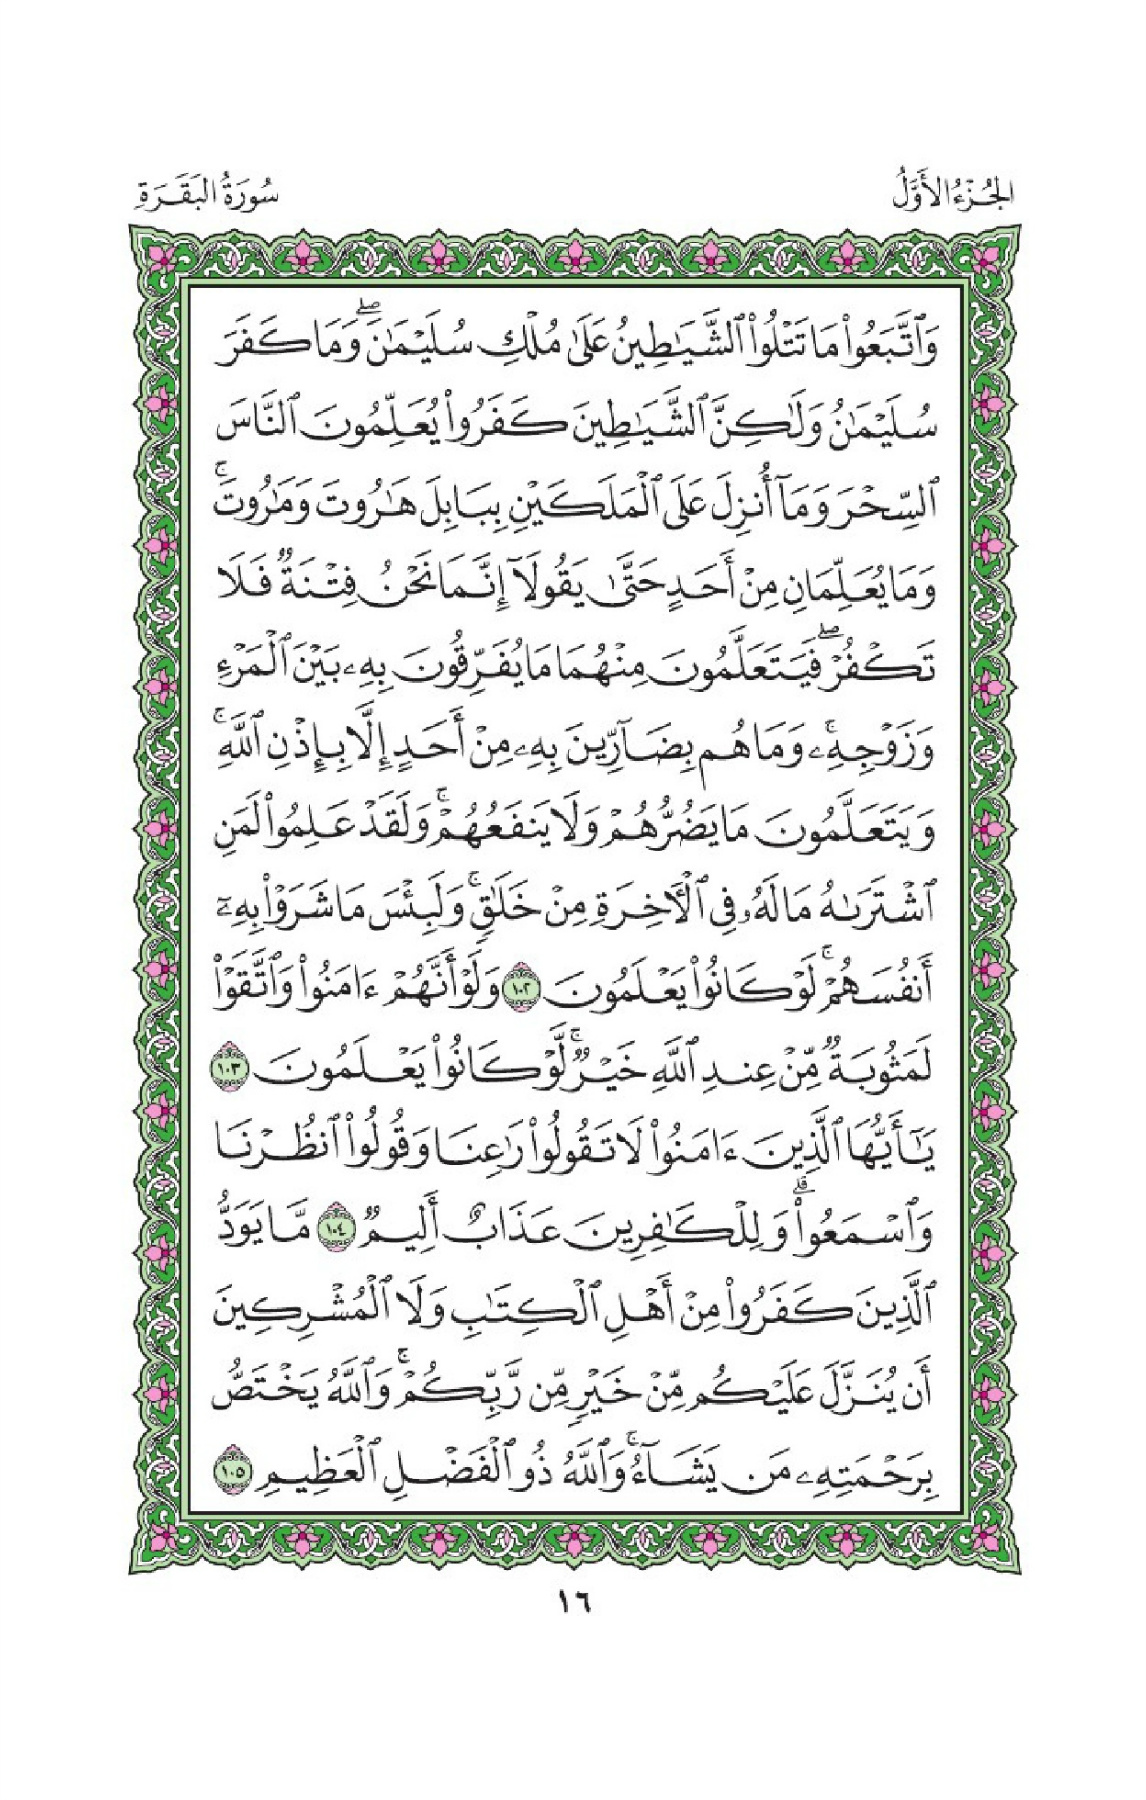 الجُزْءُ الأَوَّلُ
سُورَةُ البَقَرَةِ
وَٱتَّبَعُوا۟ مَا تَتْلُوا۟ ٱلشَّيَـٰطِينُ عَلَىٰ مُلْكِ سُلَيْمَـٰنَ ۖ وَمَا كَفَرَ
سُلَيْمَـٰنُ وَلَـٰكِنَّ ٱلشَّيَـٰطِينَ كَفَرُوا۟ يُعَلِّمُونَ ٱلنَّاسَ
ٱلسِّحْرَ وَمَآ أُنزِلَ عَلَى ٱلْمَلَكَيْنِ بِبَابِلَ هَـٰرُوتَ وَمَـٰرُوتَ ۚ
وَمَا يُعَلِّمَانِ مِنْ أَحَدٍ حَتَّىٰ يَقُولَآ إِنَّمَا نَحْنُ فِتْنَةٌ فَلَا
تَكْفُرْ ۖ فَيَتَعَلَّمُونَ مِنْهُمَا مَا يُفَرِّقُونَ بِهِۦ بَيْنَ ٱلْمَرْءِ
وَزَوْجِهِۦ ۚ وَمَا هُم بِضَآرِّينَ بِهِۦ مِنْ أَحَدٍ إِلَّا بِإِذْنِ ٱللَّهِ ۚ
وَيَتَعَلَّمُونَ مَا يَضُرُّهُمْ وَلَا يَنفَعُهُمْ ۚ وَلَقَدْ عَلِمُوا۟ لَمَنِ
ٱشْتَرَىٰهُ مَا لَهُۥ فِى ٱلْـَٔاخِرَةِ مِنْ خَلَـٰقٍ ۚ وَلَبِئْسَ مَا شَرَوْا۟ بِهِۦٓ
أَنفُسَهُمْ ۚ لَوْ كَانُوا۟ يَعْلَمُونَ ١٠٢ وَلَوْ أَنَّهُمْ ءَامَنُوا۟ وَٱتَّقَوْا۟
لَمَثُوبَةٌ مِّنْ عِندِ ٱللَّهِ خَيْرٌ ۖ لَّوْ كَانُوا۟ يَعْلَمُونَ ١٠٣
يَـٰٓأَيُّهَا ٱلَّذِينَ ءَامَنُوا۟ لَا تَقُولُوا۟ رَٰعِنَا وَقُولُوا۟ ٱنظُرْنَا
وَٱسْمَعُوا۟ ۗ وَلِلْكَـٰفِرِينَ عَذَابٌ أَلِيمٌ ١٠٤ مَّا يَوَدُّ
ٱلَّذِينَ كَفَرُوا۟ مِنْ أَهْلِ ٱلْكِتَـٰبِ وَلَا ٱلْمُشْرِكِينَ
أَن يُنَزَّلَ عَلَيْكُم مِّنْ خَيْرٍ مِّن رَّبِّكُمْ ۚ وَٱللَّهُ يَخْتَصُّ
بِرَحْمَتِهِۦ مَن يَشَآءُ ۚ وَٱللَّهُ ذُو ٱلْفَضْلِ ٱلْعَظِيمِ ١٠٥
١٦